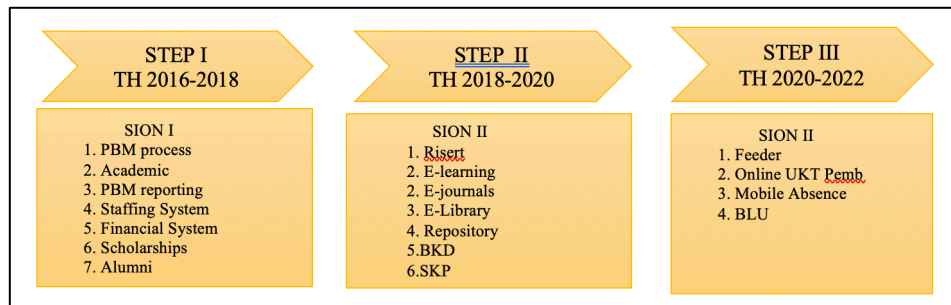 STEP I
TH 2016-2018
SION I
1. PBM process
2. Academic
3. PBM reporting
4. Staffing System
5. Financial System
6. Scholarships
7. Alumni
STEP II
TH 2018-2020
SION II
1. Risert
2. E-learning
2. E-journals
3. E-Library
4. Repository
5.BKD
6.SKP
STEP III
TH 2020-2022
SION II
1. Feeder
2. Online UKT Pemb
3. Mobile Absence
4. BLU